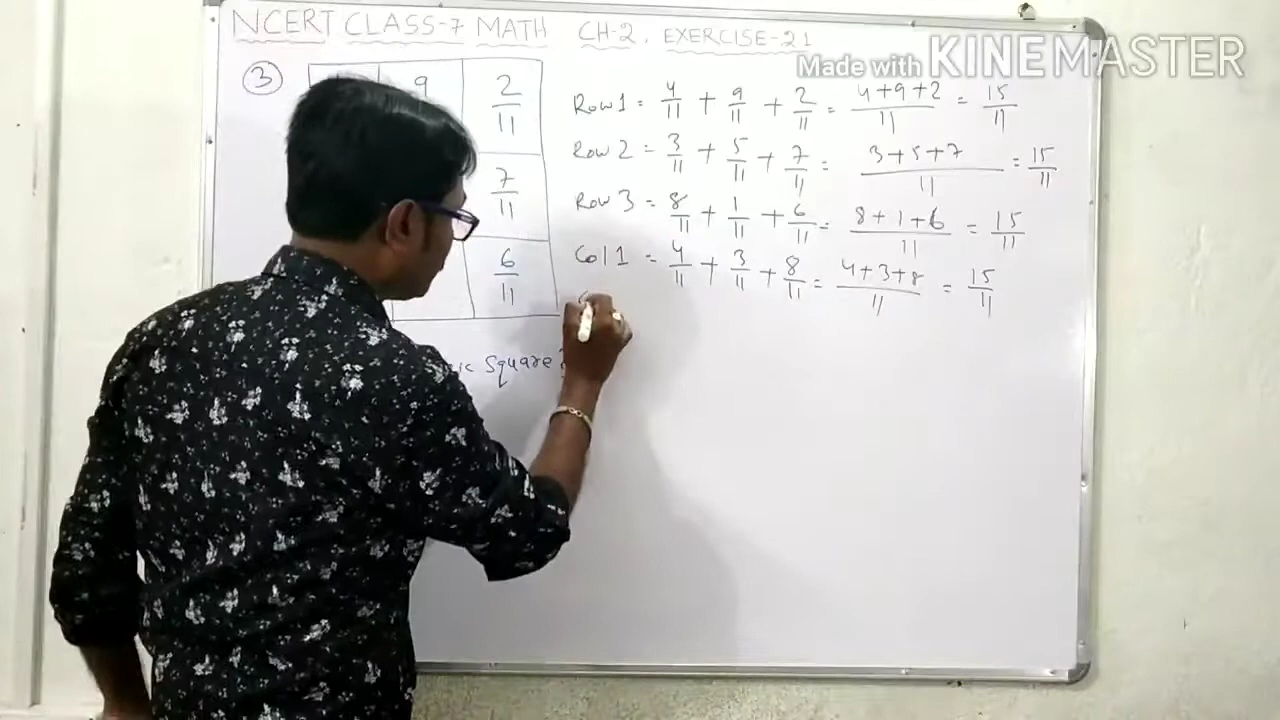 NCERT CLASS-7 MATH CH-2. EXERCISE-2.1
Made with KINEMASTER
3
9
2/11
7/11
6/11
Square?
Row 1 = 4/11 + 9/11 + 2/11 = 4+9+2/11 = 15/11
Row 2 = 3/11 + 5/11 + 7/11 = 3+5+7/11 = 15/11
Row 3 = 8/11 + 1/11 + 6/11 = 8+1+6/11 = 15/11
Col 1 = 4/11 + 3/11 + 8/11 = 4+3+8/11 = 15/11